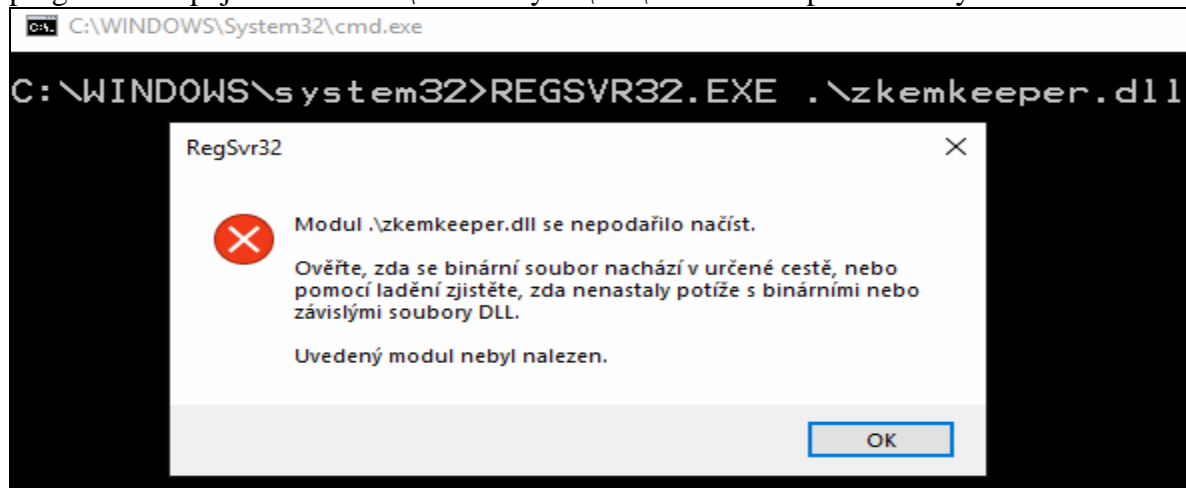 C:\WINDOWS\System32\cmd.exe
C:\WINDOWS\system32>REGSVR32.EXE .\zkemkeeper.dll
RegSvr32
Modul .\zkemkeeper.dll se nepodařilo načíst.
Ověřte, zda se binární soubor nachází v určené cestě, nebo
pomocí ladění zjistěte, zda nenastaly potíže s binárními nebo
závislými soubory DLL.
Uvedený modul nebyl nalezen.
OK